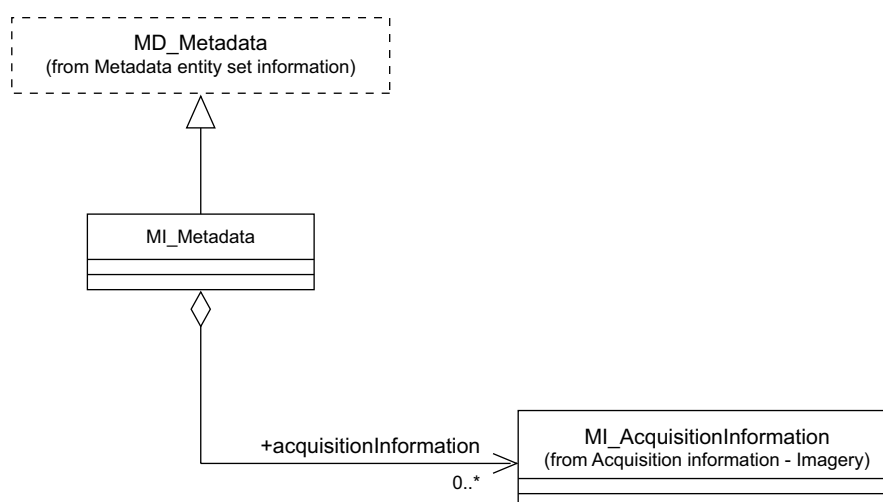 MD_Metadata
(from Metadata entity set information)
MI_Metadata
+acquisitionInformation
0..*
MI_AcquisitionInformation
(from Acquisition information - Imagery)